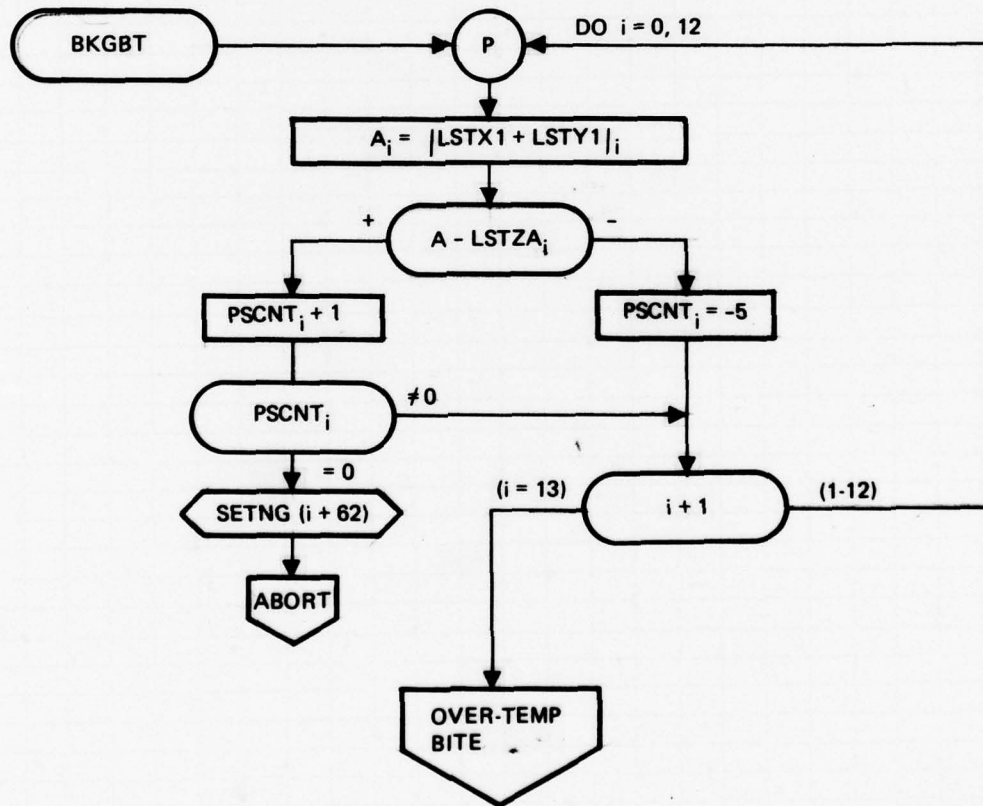 BKGBT
P
DO i = 0, 12
A_i = |LSTX1 + LSTY1|_i
+
A - LSTZA_i
-
PSCNT_i + 1
PSCNT_i = -5
PSCNT_i
≠0
= 0
(i = 13)
i + 1
(1-12)
SETNG (i + 62)
ABORT
OVER-TEMP
BITE